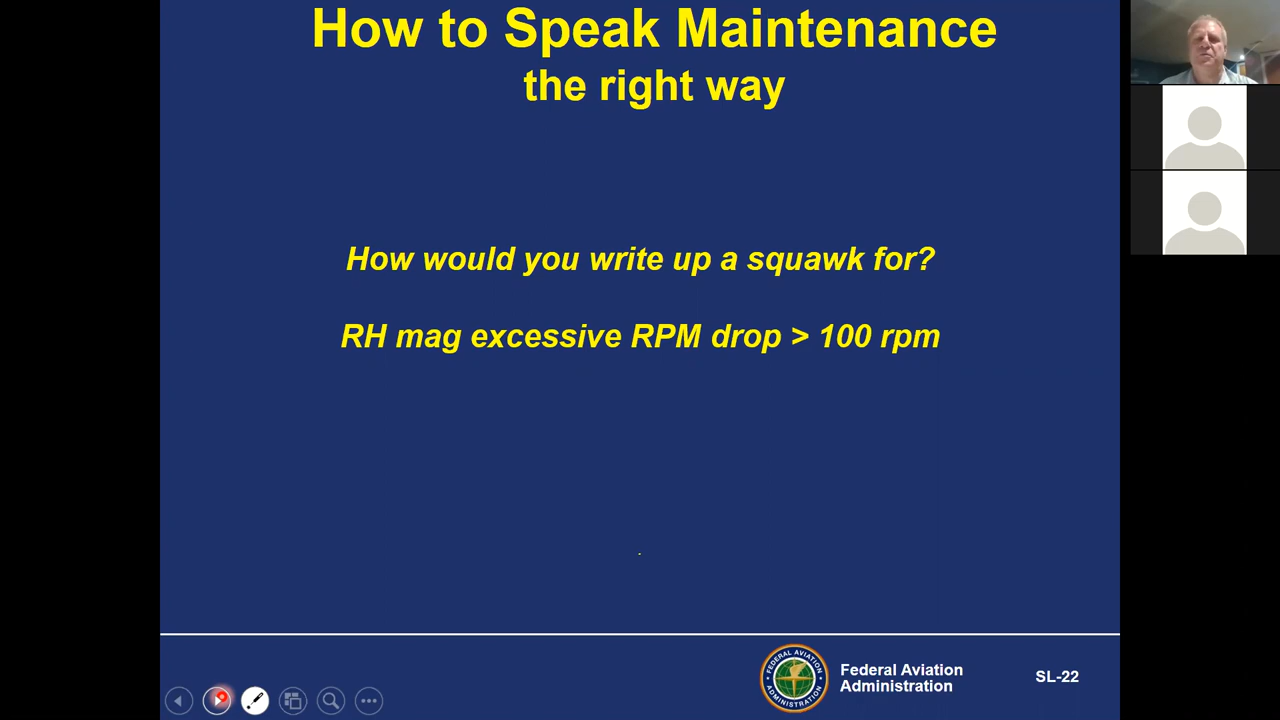 How to Speak Maintenance
the right way
How would you write up a squawk for?
RH mag excessive RPM drop > 100 rpm
Federal Aviation
Administration
SL-22